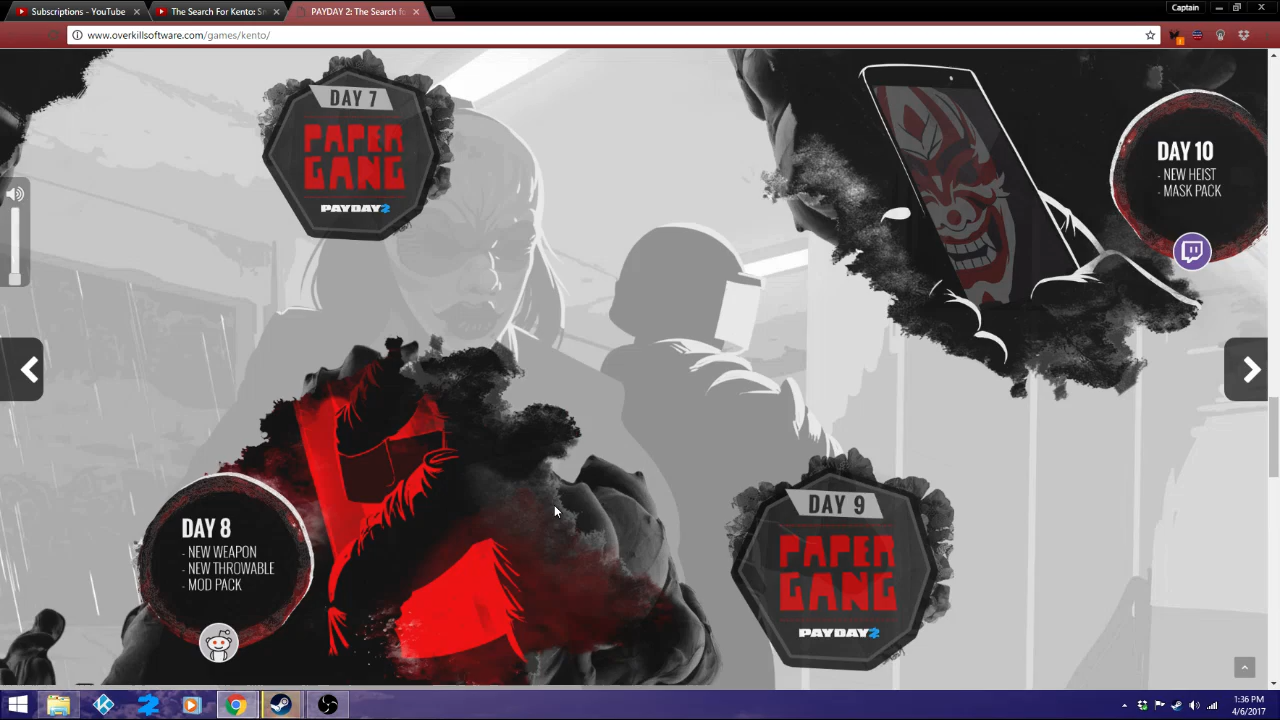 Subscriptions - YouTube
The Search For Kento: S
PAYDAY 2: The Search fo
Captain
www.overkillsoftware.com/games/kento/
DAY 7
PAPER
GANG
PAYDAY2
DAY 10
- NEW HEIST
- MASK PACK
DAY 8
- NEW WEAPON
- NEW THROWABLE
- MOD PACK
DAY 9
PAPER
GANG
PAYDAY2
1:36 PM
4/6/2017